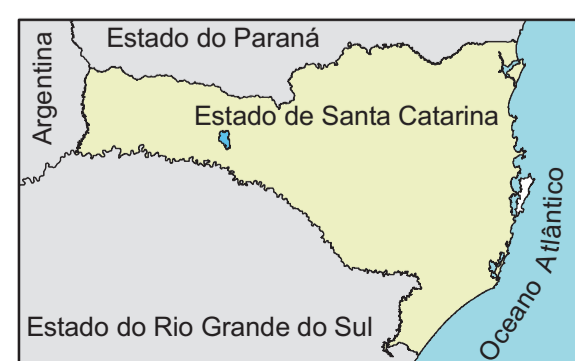 Estado do Paraná
Argentina
Estado de Santa Catarina
Oceano Atlântico
Estado do Rio Grande do Sul